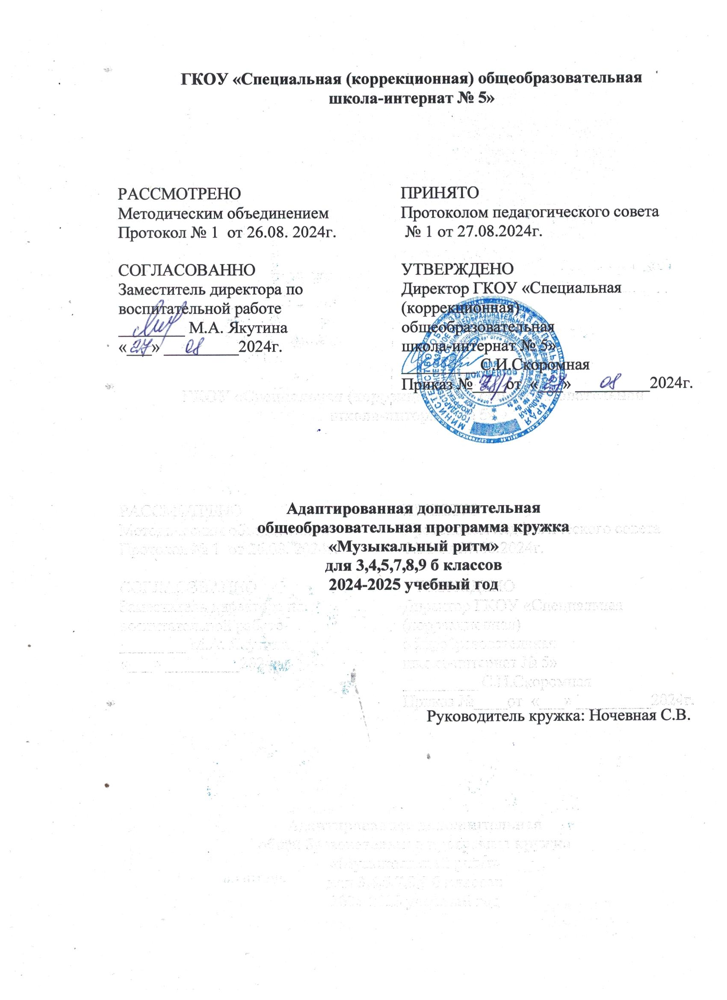 ГКОУ «Специальная (коррекционная) общеобразовательная
школа-интернат № 5»
РАССМОТРЕНО
Методическим объединением
Протокол № 1 от 26.08. 2024г.
ПРИНЯТО
Протоколом педагогического совета
№ 1 от 27.08.2024г.
СОГЛАСОВАННО
Заместитель директора по
воспитательной работе
________ М.А. Якутина
«27» 08 2024г.
УТВЕРЖДЕНО
Директор ГКОУ «Специальная
(коррекционная)
общеобразовательная
школа-интернат № 5»
_________ С.И.Скоромная
Приказ № 78/1 от « » 08 2024г.
ДЛЯ
ДОКУМЕНТОВ
Адаптированная дополнительная
общеобразовательная программа кружка
«Музыкальный ритм»
для 3,4,5,7,8,9 б классов
2024-2025 учебный год
Руководитель кружка: Ночевная С.В.